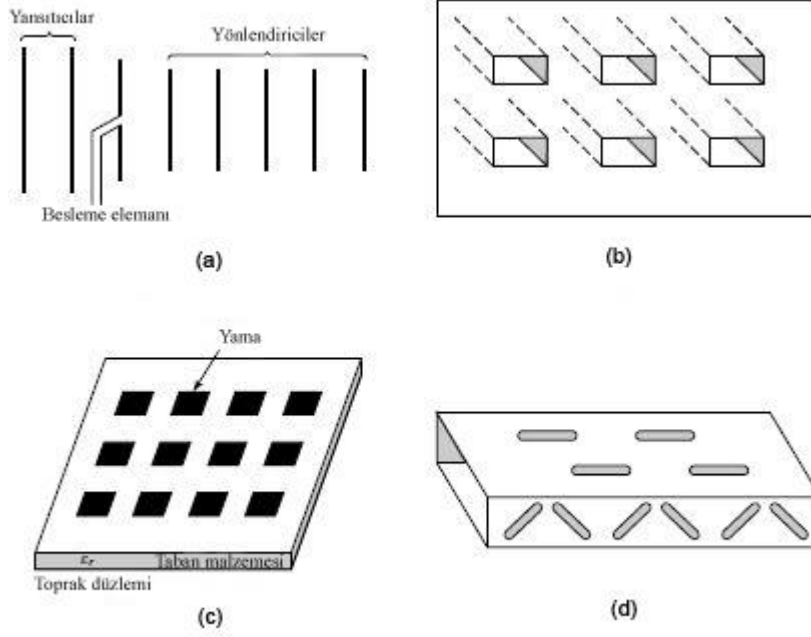 Yansıtıcılar
Yönlendiriciler
Besleme elemanı
(a)
(b)
Yama
εr
Taban malzemesi
Toprak düzlemi
(c)
(d)